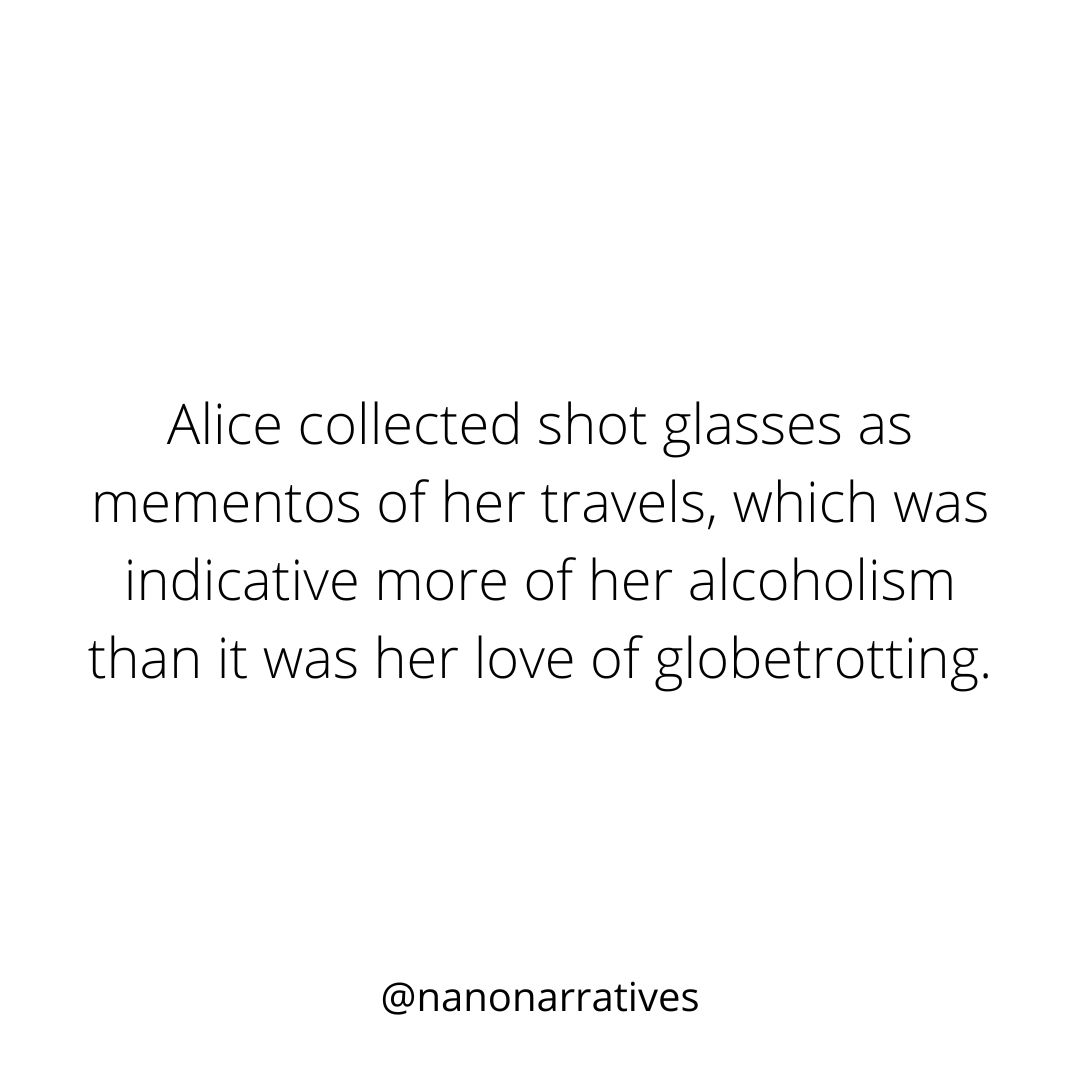 Alice collected shot glasses as
mementos of her travels, which was
indicative more of her alcoholism
than it was her love of globetrotting.
@nanonarratives